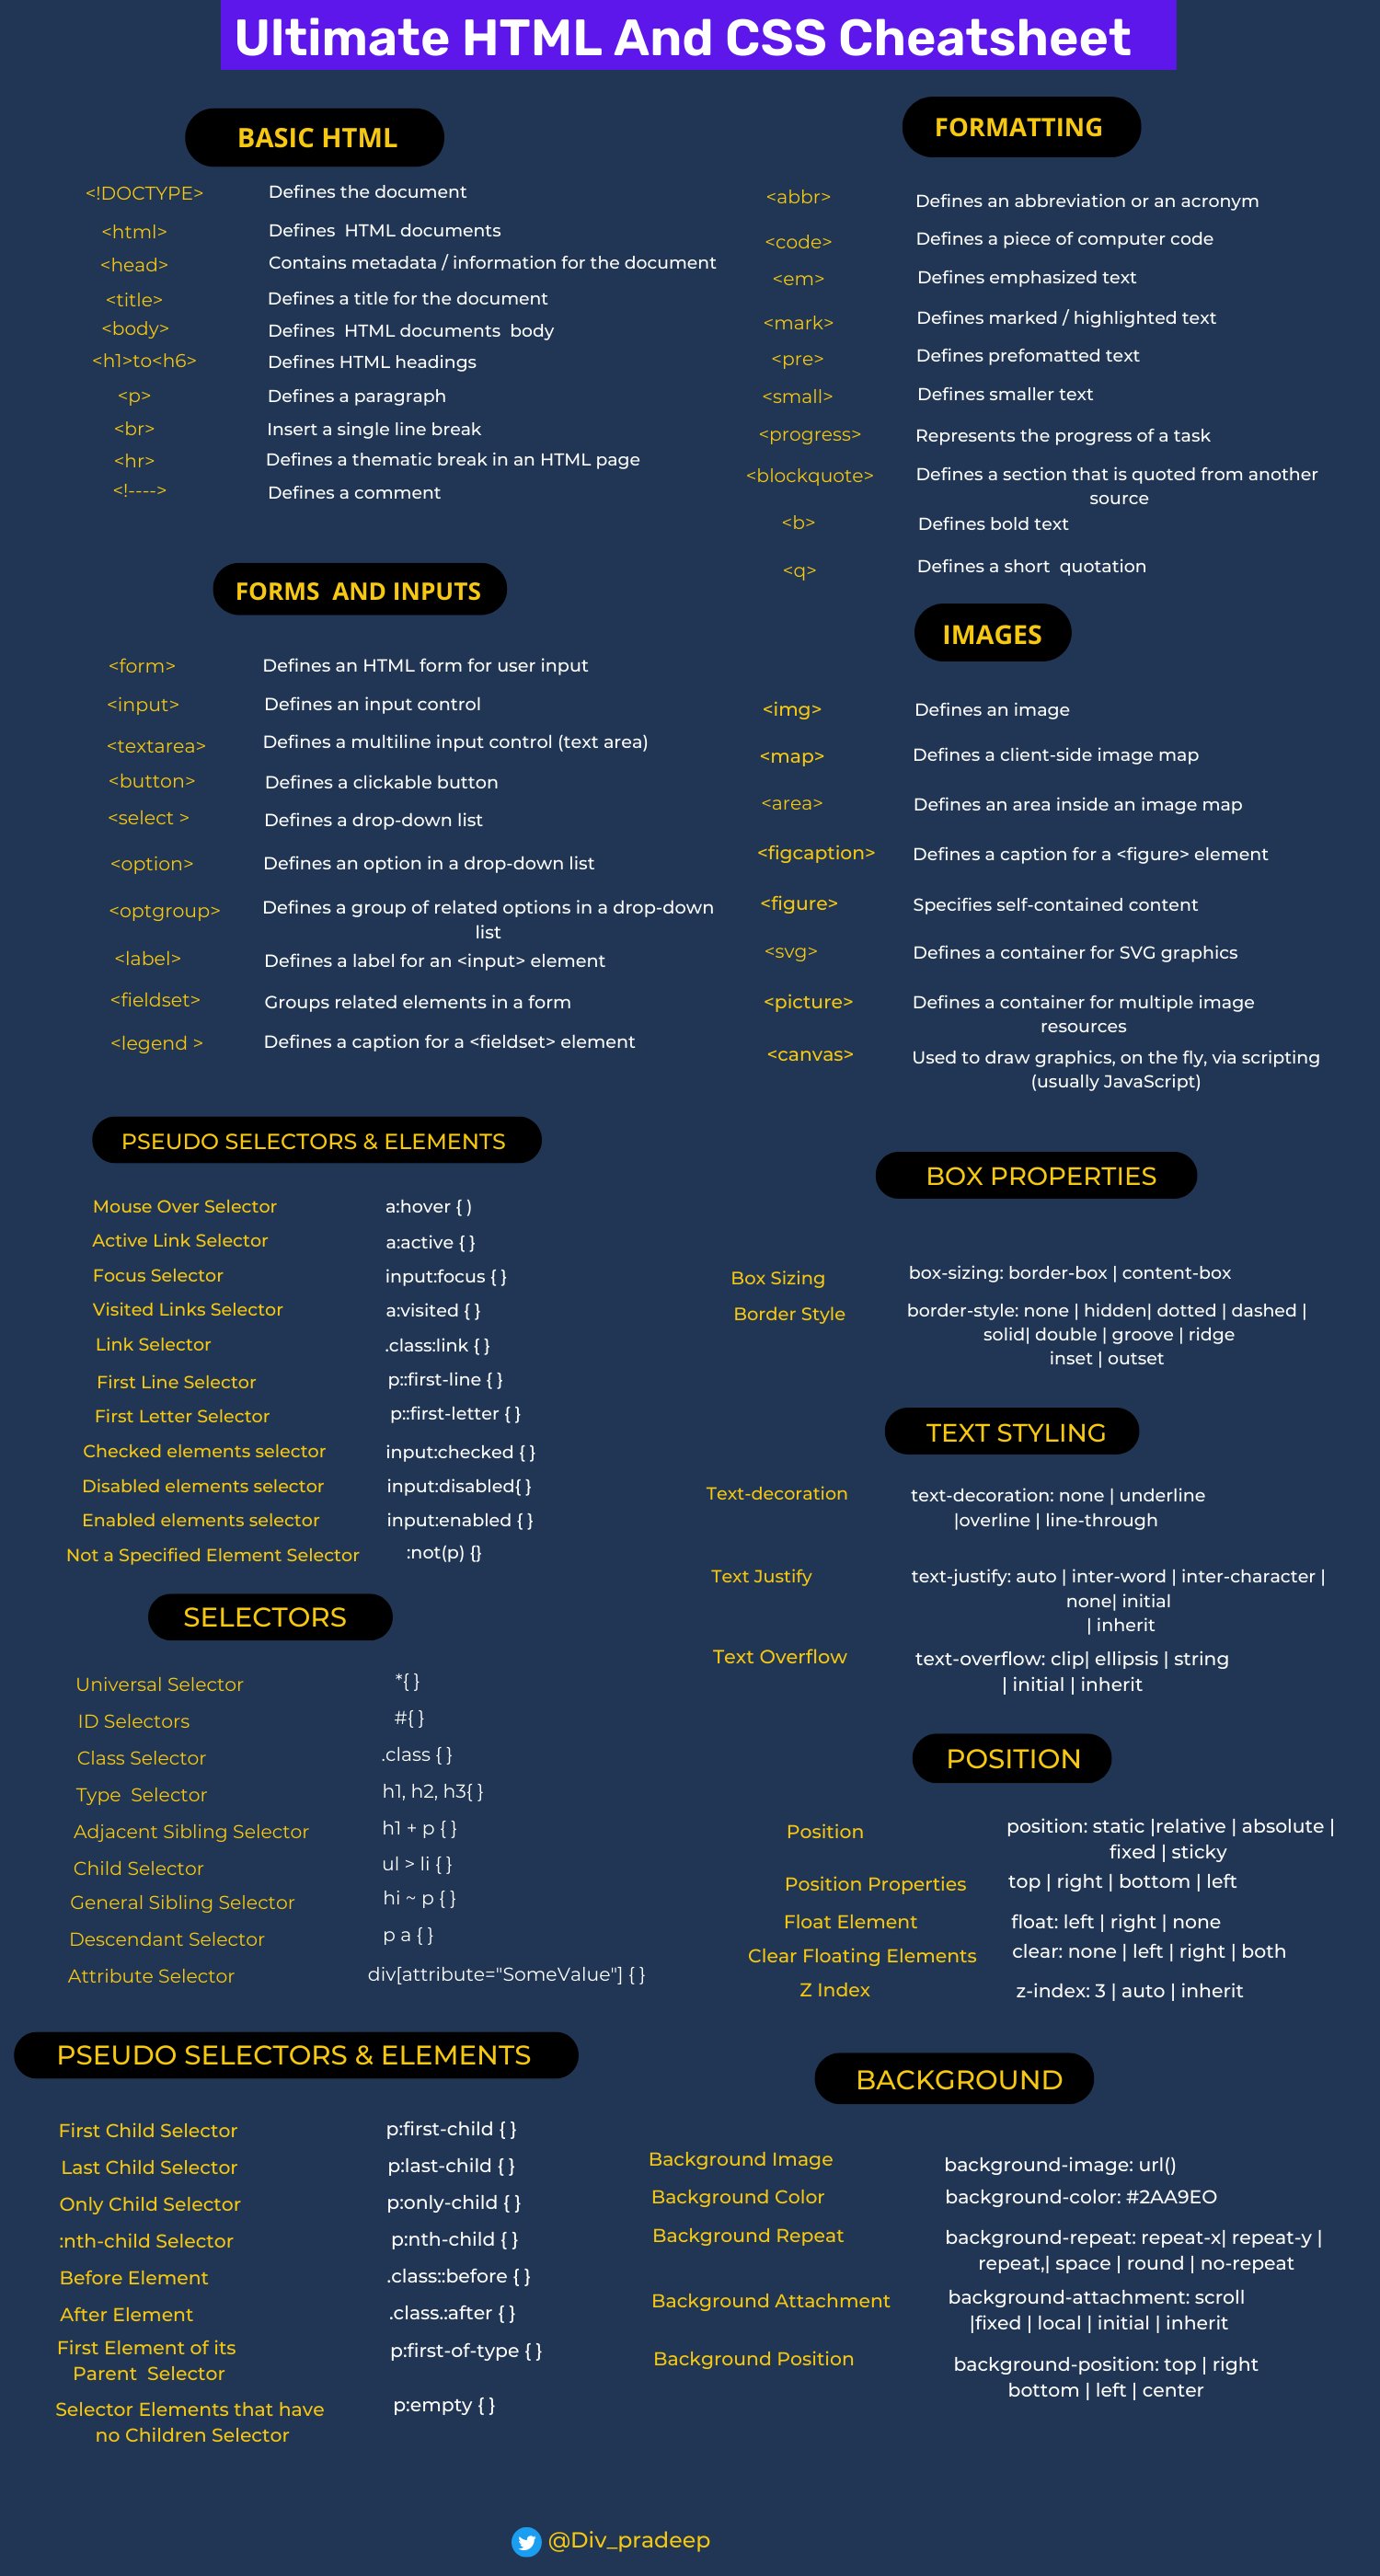 Ultimate HTML And CSS Cheatsheet
BASIC HTML
<!DOCTYPE> Defines the document
<html> Defines HTML documents
<head> Contains metadata / information for the document
<title> Defines a title for the document
<body> Defines HTML documents body
<h1>to<h6> Defines HTML headings
<p> Defines a paragraph
<br> Insert a single line break
<hr> Defines a thematic break in an HTML page
<!----> Defines a comment
FORMATTING
<abbr> Defines an abbreviation or an acronym
<code> Defines a piece of computer code
<em> Defines emphasized text
<mark> Defines marked / highlighted text
<pre> Defines prefomatted text
<small> Defines smaller text
<progress> Represents the progress of a task
<blockquote> Defines a section that is quoted from another
source
<b> Defines bold text
<q> Defines a short quotation
FORMS AND INPUTS
<form> Defines an HTML form for user input
<input> Defines an input control
<textarea> Defines a multiline input control (text area)
<button> Defines a clickable button
<select > Defines a drop-down list
<option> Defines an option in a drop-down list
<optgroup> Defines a group of related options in a drop-down
list
<label> Defines a label for an <input> element
<fieldset> Groups related elements in a form
<legend > Defines a caption for a <fieldset> element
IMAGES
<img> Defines an image
<map> Defines a client-side image map
<area> Defines an area inside an image map
<figcaption> Defines a caption for a <figure> element
<figure> Specifies self-contained content
<svg> Defines a container for SVG graphics
<picture> Defines a container for multiple image
resources
<canvas> Used to draw graphics, on the fly, via scripting
(usually JavaScript)
PSEUDO SELECTORS & ELEMENTS
Mouse Over Selector a:hover { )
Active Link Selector a:active { }
Focus Selector input:focus { }
Visited Links Selector a:visited { }
Link Selector .class:link { }
First Line Selector p::first-line { }
First Letter Selector p::first-letter { }
Checked elements selector input:checked { }
Disabled elements selector input:disabled{ }
Enabled elements selector input:enabled { }
Not a Specified Element Selector :not(p) {}
BOX PROPERTIES
Box Sizing box-sizing: border-box | content-box
Border Style border-style: none | hidden| dotted | dashed |
solid| double | groove | ridge
inset | outset
TEXT STYLING
Text-decoration text-decoration: none | underline
|overline | line-through
Text Justify text-justify: auto | inter-word | inter-character |
none| initial
| inherit
Text Overflow text-overflow: clip| ellipsis | string
| initial | inherit
SELECTORS
Universal Selector *{ }
ID Selectors #{ }
Class Selector .class { }
Type Selector h1, h2, h3{ }
Adjacent Sibling Selector h1 + p { }
Child Selector ul > li { }
General Sibling Selector hi ~ p { }
Descendant Selector p a { }
Attribute Selector div[attribute="SomeValue"] { }
POSITION
Position position: static |relative | absolute |
fixed | sticky
Position Properties top | right | bottom | left
Float Element float: left | right | none
Clear Floating Elements clear: none | left | right | both
Z Index z-index: 3 | auto | inherit
PSEUDO SELECTORS & ELEMENTS
First Child Selector p:first-child { }
Last Child Selector p:last-child { }
Only Child Selector p:only-child { }
:nth-child Selector p:nth-child { }
Before Element .class::before { }
After Element .class.:after { }
First Element of its p:first-of-type { }
Parent Selector
Selector Elements that have p:empty { }
no Children Selector
BACKGROUND
Background Image background-image: url()
Background Color background-color: #2AA9EO
Background Repeat background-repeat: repeat-x| repeat-y |
repeat,| space | round | no-repeat
Background Attachment background-attachment: scroll
|fixed | local | initial | inherit
Background Position background-position: top | right
bottom | left | center
@Div_pradeep